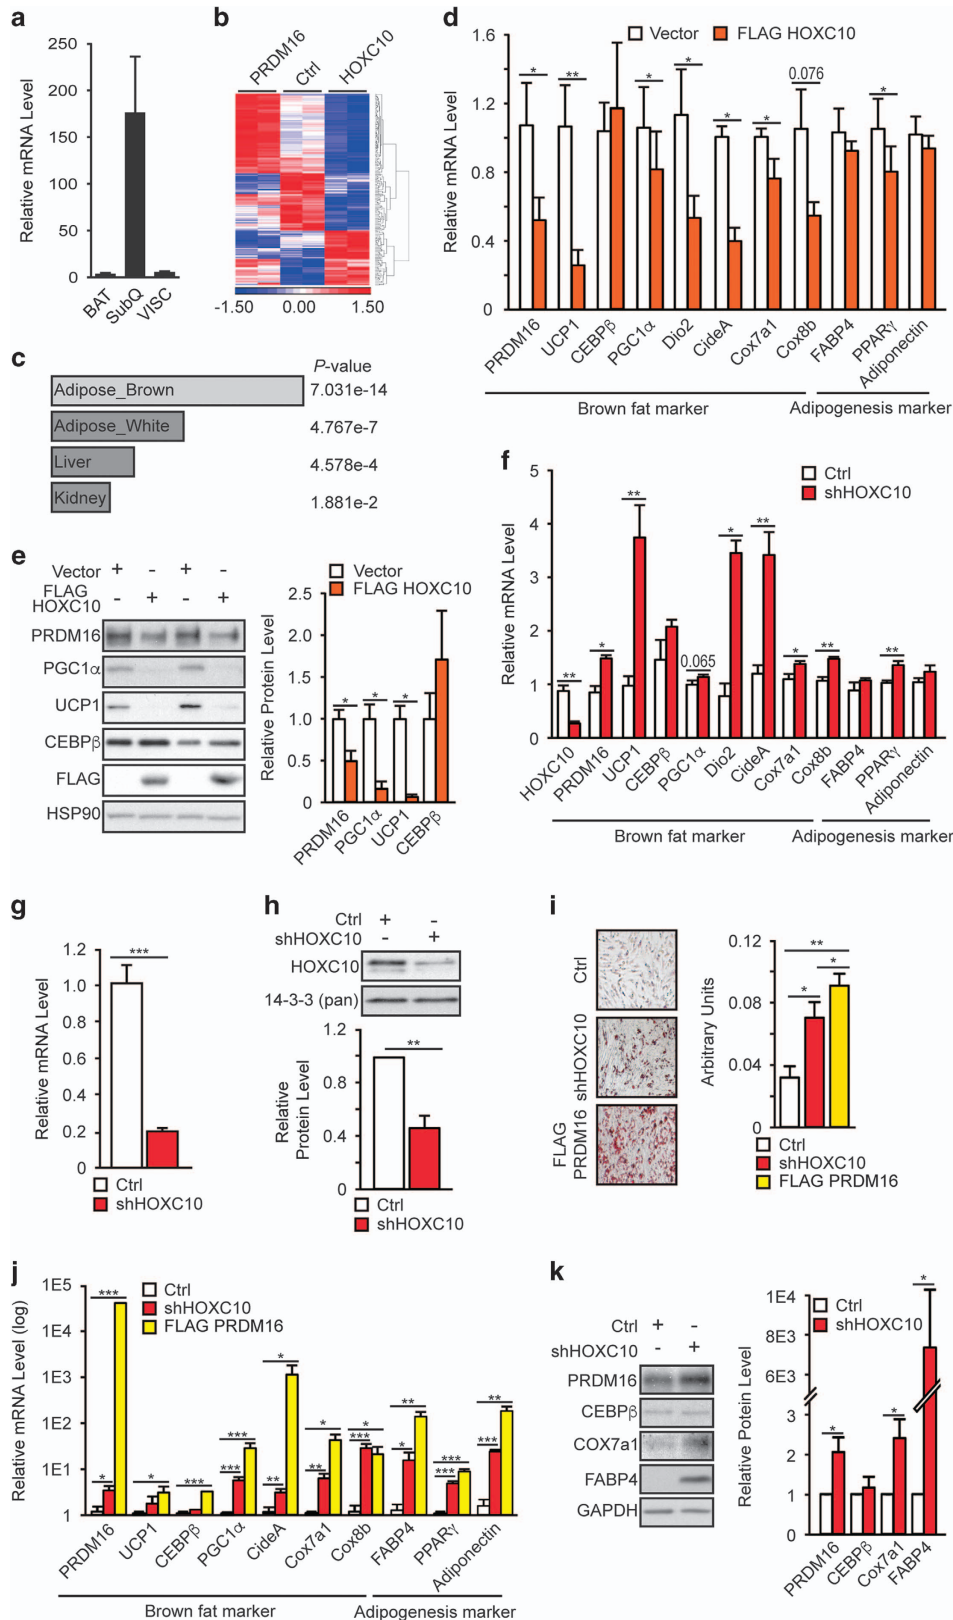 a
Relative mRNA Level
250
200
150
100
50
0
BAT
SubQ
VISC
b
PRDM16
Ctrl
HOXC10
-1.50 0.00 1.50
c
P-value
Adipose_Brown 7.031e-14
Adipose_White 4.767e-7
Liver 4.578e-4
Kidney 1.881e-2
d
Vector FLAG HOXC10
Relative mRNA Level
1.6
1.2
0.8
0.4
0
* ** * * * * 0.076 *
PRDM16
UCP1
CEBPβ
PGC1α
Dio2
CideA
Cox7a1
Cox8b
FABP4
PPARγ
Adiponectin
Brown fat marker Adipogenesis marker
e
Vector + - + -
FLAG
HOXC10 - + - +
PRDM16
PGC1α
UCP1
CEBPβ
FLAG
HSP90
Vector
FLAG HOXC10
Relative Protein Level
2.5
2.0
1.5
1.0
0.5
0
* * *
PRDM16
PGC1α
UCP1
CEBPβ
f
Ctrl
shHOXC10
Relative mRNA Level
5
4
3
2
1
0
** * ** 0.065 * ** * ** **
HOXC10
PRDM16
UCP1
CEBPβ
PGC1α
Dio2
CideA
Cox7a1
Cox8b
FABP4
PPARγ
Adiponectin
Brown fat marker Adipogenesis marker
g
Relative mRNA Level
1.2
1.0
0.8
0.6
0.4
0.2
0
***
Ctrl
shHOXC10
h
Ctrl + -
shHOXC10 - +
HOXC10
14-3-3 (pan)
Relative
Protein Level
1.2
0.8
0.4
0
**
Ctrl
shHOXC10
i
Ctrl
shHOXC10
FLAG
PRDM16
Arbitrary Units
0.12
0.08
0.04
0
**
*
*
Ctrl
shHOXC10
FLAG PRDM16
j
Ctrl
shHOXC10
FLAG PRDM16
Relative mRNA Level (log)
1E5
1E4
1E3
1E2
1E1
1
*** * * *** *** *** * ** * ** * *** ** * *** *** ** ***
PRDM16
UCP1
CEBPβ
PGC1α
CideA
Cox7a1
Cox8b
FABP4
PPARγ
Adiponectin
Brown fat marker Adipogenesis marker
k
Ctrl + -
shHOXC10 - +
PRDM16
CEBPβ
COX7a1
FABP4
GAPDH
Ctrl
shHOXC10
Relative Potein Level
1E4
8E3
6E3
3
2
1
0
* * *
PRDM16
CEBPβ
Cox7a1
FABP4